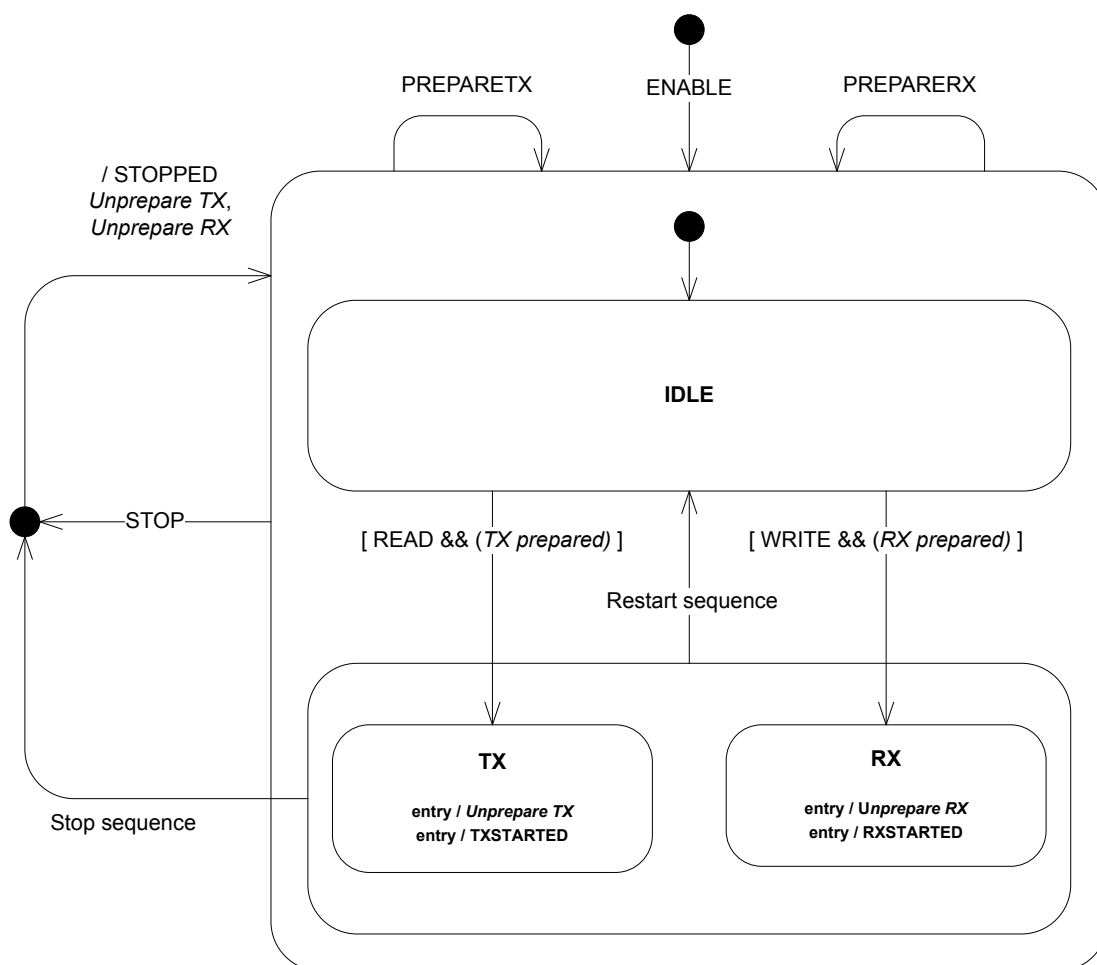 PREPARETX
ENABLE
PREPARERX
/ STOPPED
Unprepare TX,
Unprepare RX
IDLE
STOP
[ READ && (TX prepared) ]
[ WRITE && (RX prepared) ]
Restart sequence
TX
entry / Unprepare TX
entry / TXSTARTED
RX
entry / Unprepare RX
entry / RXSTARTED
Stop sequence